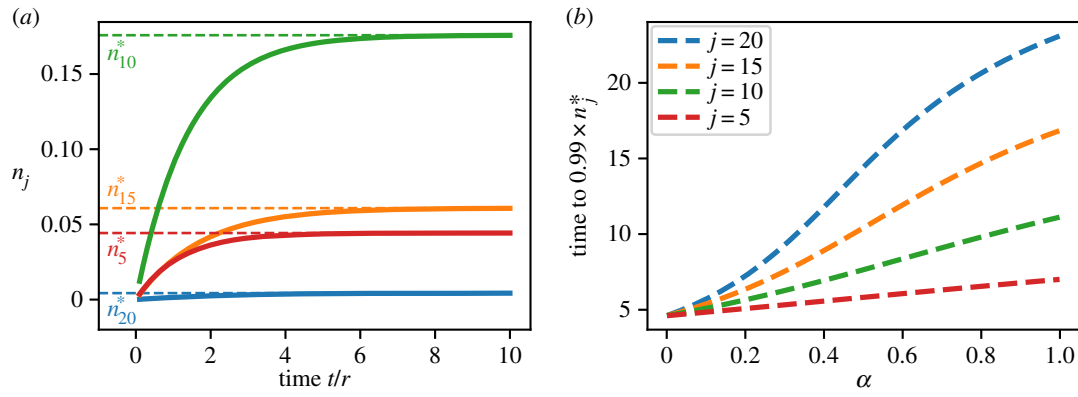 (a)
n*10
0.15
0.10
nj
n*15
0.05
n*5
0
n*20
0 2 4 6 8 10
time t/r
(b)
j = 20
j = 15
j = 10
j = 5
20
15
10
5
time to 0.99 × n*j
0 0.2 0.4 0.6 0.8 1.0
α